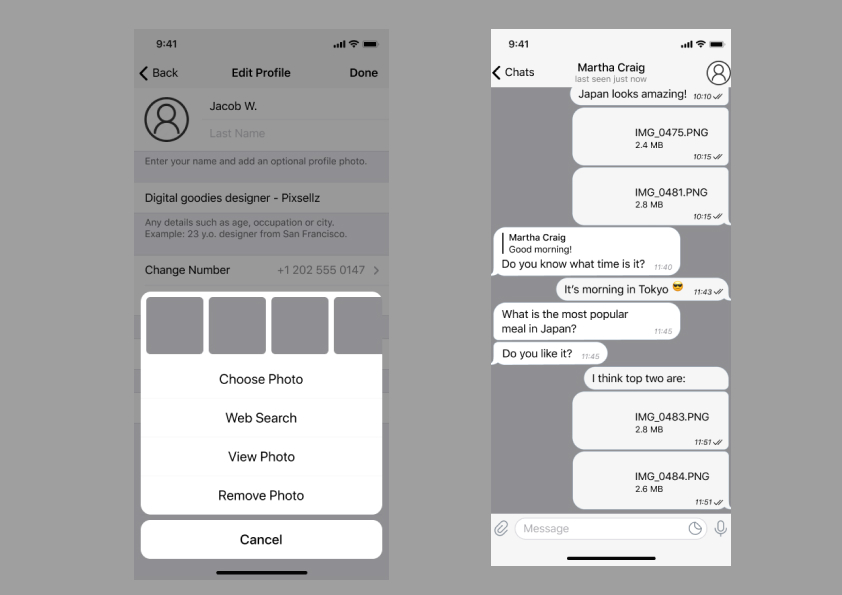 9:41
Back
Edit Profile
Done
Jacob W.
Last Name
Enter your name and add an optional profile photo.
Digital goodies designer - Pixsellz
Any details such as age, occupation or city.
Example: 23 y.o. designer from San Francisco.
Change Number
+1 202 555 0147
Choose Photo
Web Search
View Photo
Remove Photo
Cancel
9:41
Chats
Martha Craig
last seen just now
Japan looks amazing! 10:10
IMG_0475.PNG
2.4 MB
10:15
IMG_0481.PNG
2.8 MB
10:15
Martha Craig
Good morning!
Do you know what time is it? 11:40
It's morning in Tokyo 😎 11:43
What is the most popular
meal in Japan? 11:45
Do you like it? 11:45
I think top two are:
IMG_0483.PNG
2.8 MB
11:51
IMG_0484.PNG
2.6 MB
11:51
Message